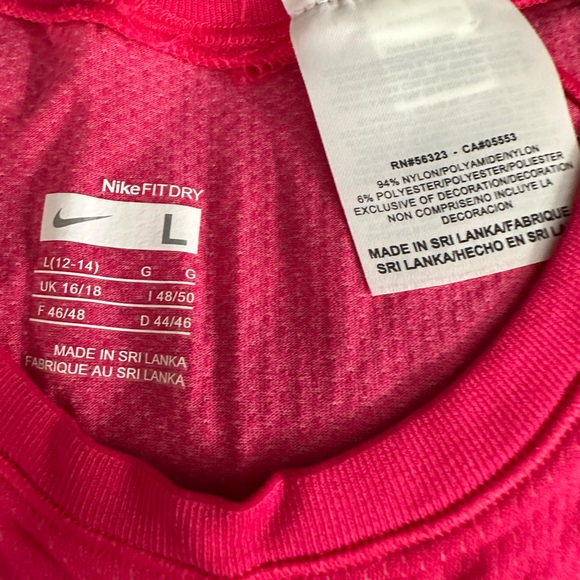 NikeFITDRY
L
L(12-14) G G
UK 16/18 I 48/50
F 46/48 D 44/46
MADE IN SRI LANKA
FABRIQUE AU SRI LANKA
RN#56323 - CA#05553
94% NYLON/POLYAMIDE/NYLON
6% POLYESTER/POLYESTER/POLIESTER
EXCLUSIVE OF DECORATION/DECORATION
NON COMPRISE/NO INCLUYE LA
DECORACION
MADE IN SRI LANKA/FABRIQUE
SRI LANKA/HECHO EN SRI